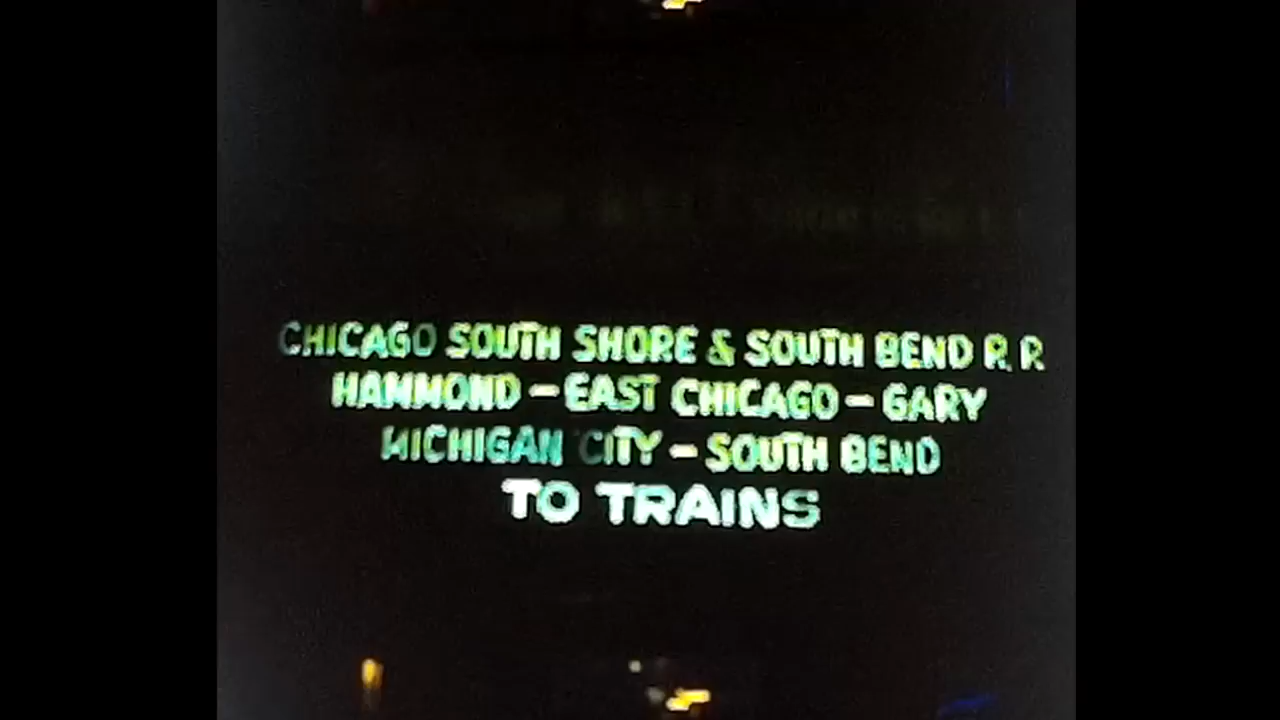 CHICAGO SOUTH SHORE & SOUTH BEND R.R.
HAMMOND - EAST CHICAGO - GARY
MICHIGAN CITY - SOUTH BEND
TO TRAINS